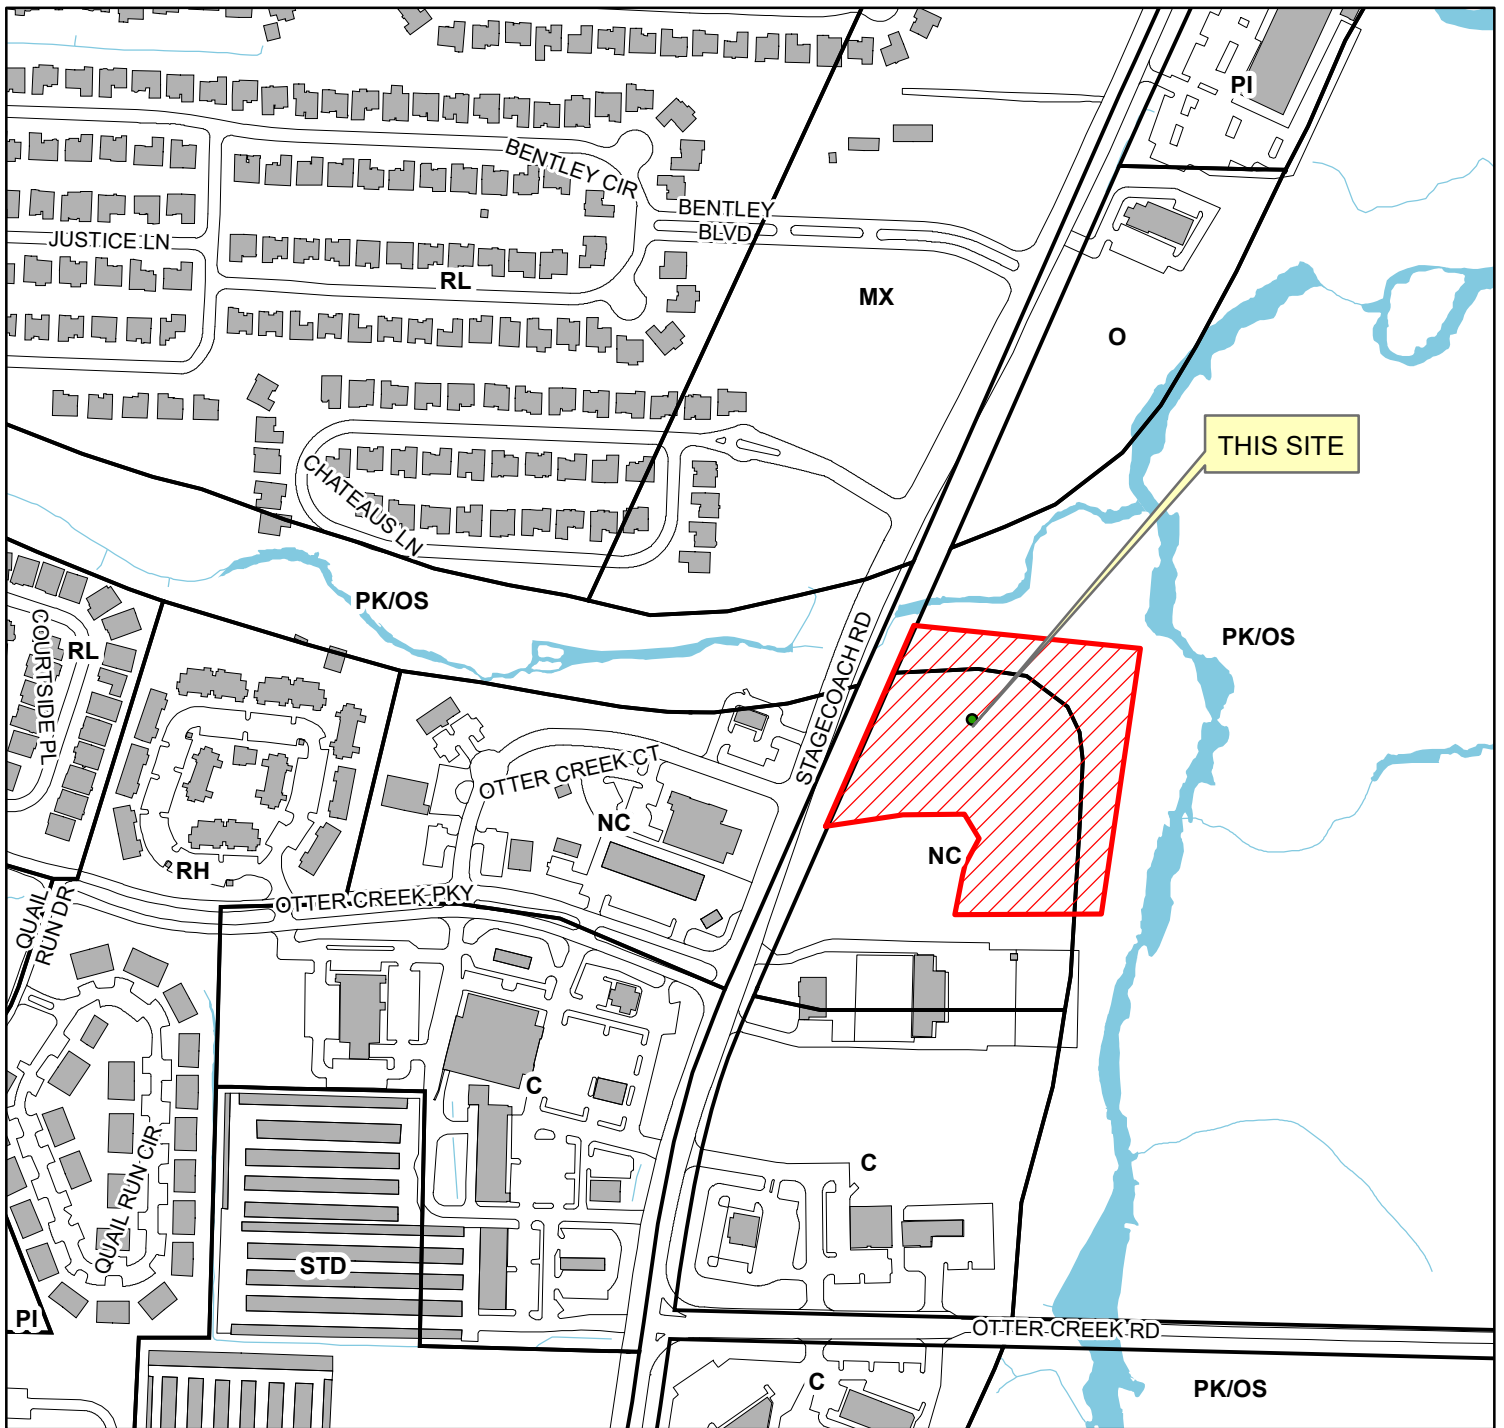 PI
BENTLEY CIR
BENTLEY
BLVD
JUSTICE LN
RL
MX
O
THIS SITE
CHATEAUS LN
PK/OS
COURTSIDE PL
RL
STAGECOACH RD
PK/OS
OTTER CREEK CT
NC
NC
RH
OTTER CREEK PKY
QUAIL
RUN DR
C
QUAIL RUN CIR
C
STD
PI
OTTER CREEK RD
C
PK/OS